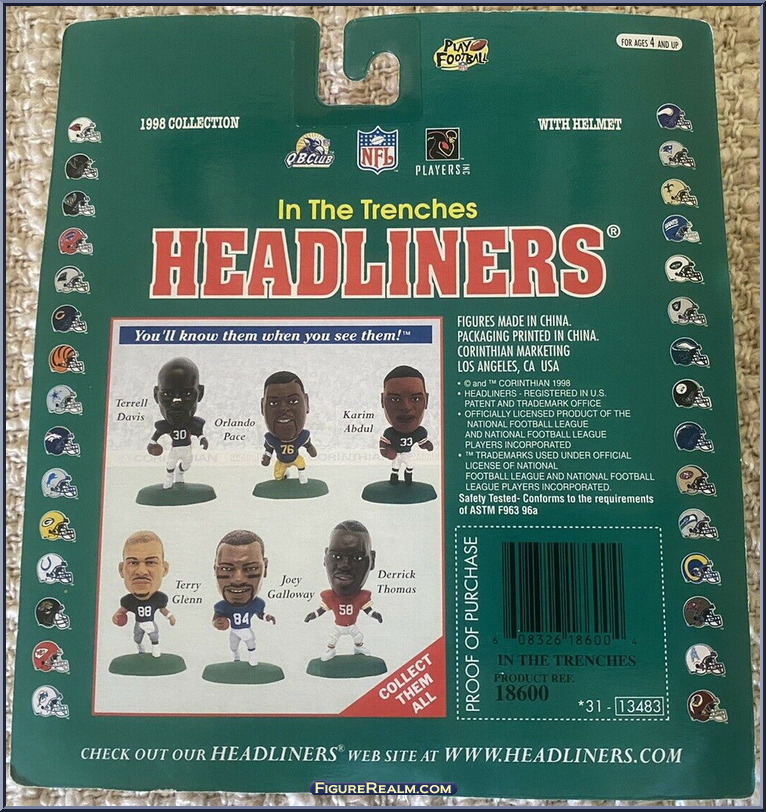 PLAY
FOOTBALL
FOR AGES 4 AND UP
1998 COLLECTION
WITH HELMET
Q.B.CLUB
NFL
PLAYERS INC
In The Trenches
HEADLINERS®
You'll know them when you see them!™
Terrell
Davis
30
Orlando
Pace
76
Karim
Abdul
33
Terry
Glenn
88
Joey
Galloway
84
Derrick
Thomas
58
COLLECT
THEM
ALL
FIGURES MADE IN CHINA.
PACKAGING PRINTED IN CHINA.
CORINTHIAN MARKETING
LOS ANGELES, CA USA
• © and ™ CORINTHIAN 1998
• HEADLINERS - REGISTERED IN U.S.
PATENT AND TRADEMARK OFFICE
• OFFICIALLY LICENSED PRODUCT OF THE
NATIONAL FOOTBALL LEAGUE
AND NATIONAL FOOTBALL LEAGUE
PLAYERS INCORPORATED
• ™ TRADEMARKS USED UNDER OFFICIAL
LICENSE OF NATIONAL
FOOTBALL LEAGUE AND NATIONAL FOOTBALL
LEAGUE PLAYERS INCORPORATED.
Safety Tested- Conforms to the requirements
of ASTM F963 96a
PROOF OF PURCHASE
6 08326 18600 4
IN THE TRENCHES
PRODUCT REF.
18600
*31 - 13483
CHECK OUT OUR HEADLINERS® WEB SITE AT WWW.HEADLINERS.COM
FIGUREREALM.COM